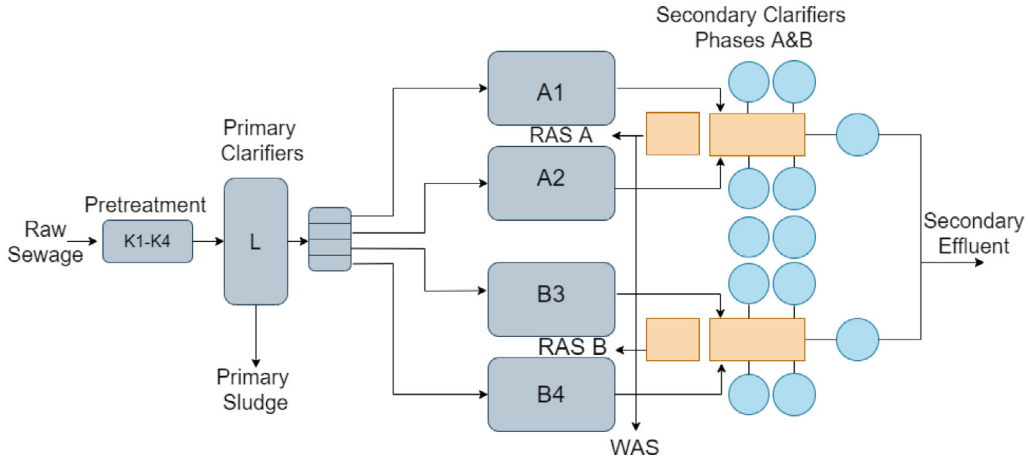 Secondary Clarifiers
Phases A&B
A1
RAS A
Primary
Clarifiers
A2
Pretreatment
Raw
Sewage
K1-K4
L
Secondary
Effluent
B3
RAS B
Primary
Sludge
B4
WAS